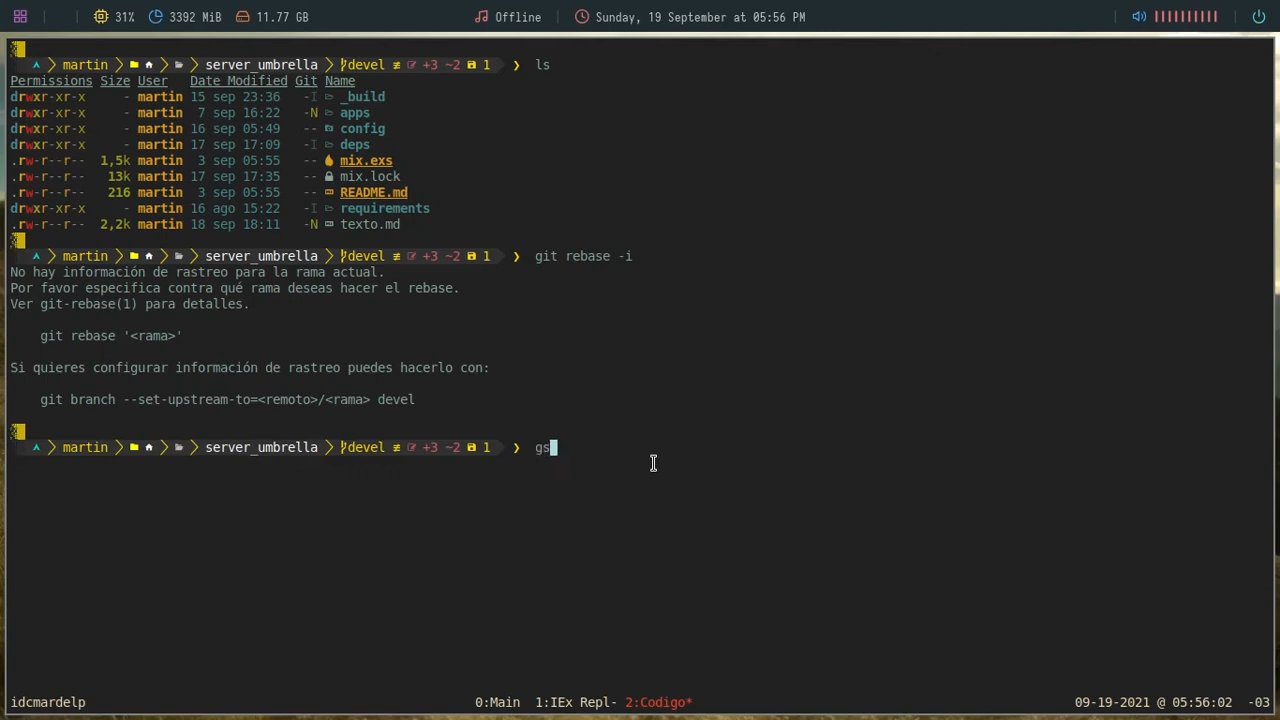 31% 3392 MiB 11.77 GB Offline Sunday, 19 September at 05:56 PM
martin server_umbrella devel ≢ +3 ~2 1 ❯ ls
Permissions Size User Date Modified Git Name
drwxr-xr-x - martin 15 sep 23:36 -I _build
drwxr-xr-x - martin 7 sep 16:22 -N apps
drwxr-xr-x - martin 16 sep 05:49 -- config
drwxr-xr-x - martin 17 sep 17:09 -I deps
.rw-r--r-- 1,5k martin 3 sep 05:55 -- mix.exs
.rw-r--r-- 13k martin 17 sep 17:35 -- mix.lock
.rw-r--r-- 216 martin 3 sep 05:55 -- README.md
drwxr-xr-x - martin 16 ago 15:22 -I requirements
.rw-r--r-- 2,2k martin 18 sep 18:11 -N texto.md
martin server_umbrella devel ≢ +3 ~2 1 ❯ git rebase -i
No hay información de rastreo para la rama actual.
Por favor especifica contra qué rama deseas hacer el rebase.
Ver git-rebase(1) para detalles.
git rebase '<rama>'
Si quieres configurar información de rastreo puedes hacerlo con:
git branch --set-upstream-to=<remoto>/<rama> devel
martin server_umbrella devel ≢ +3 ~2 1 ❯ gs
idcmardelp 0:Main 1:IEx Repl- 2:Codigo* 09-19-2021 @ 05:56:02 -03